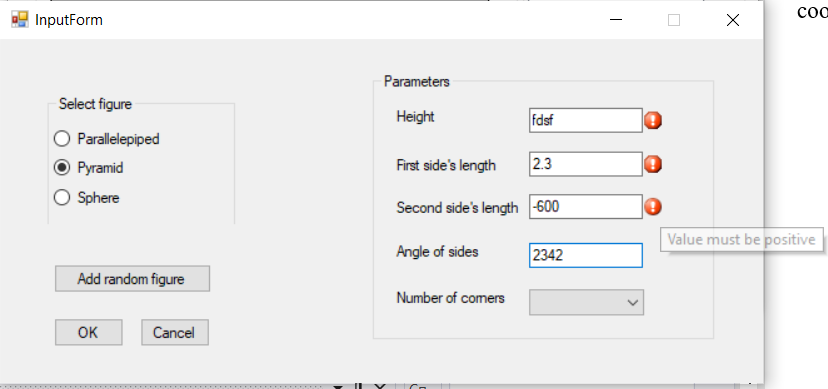 InputForm
coo
Select figure
Parallelepiped
Pyramid
Sphere
Add random figure
OK
Cancel
Parameters
Height
fdsf
First side's length
2.3
Second side's length
-600
Value must be positive
Angle of sides
2342
Number of corners